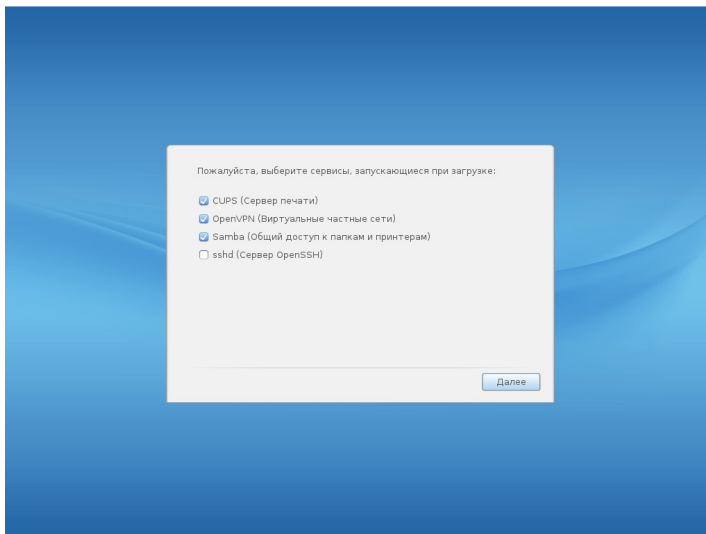 Пожалуйста, выберите сервисы, запускающиеся при загрузке:
CUPS (Сервер печати)
OpenVPN (Виртуальные частные сети)
Samba (Общий доступ к папкам и принтерам)
sshd (Сервер OpenSSH)
Далее